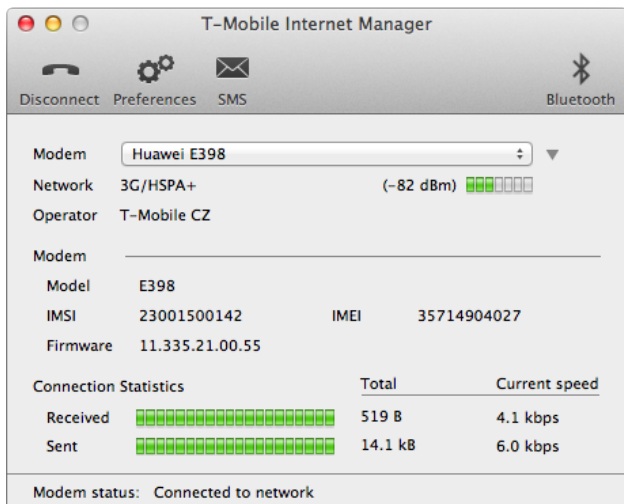 T-Mobile Internet Manager
Disconnect Preferences SMS Bluetooth
Modem Huawei E398
Network 3G/HSPA+ (-82 dBm)
Operator T-Mobile CZ
Modem
Model E398
IMSI 23001500142 IMEI 35714904027
Firmware 11.335.21.00.55
Connection Statistics Total Current speed
Received 519 B 4.1 kbps
Sent 14.1 kB 6.0 kbps
Modem status: Connected to network